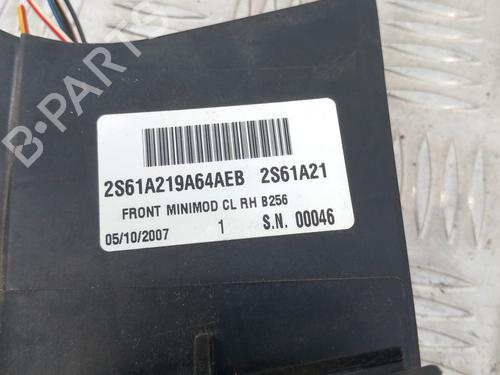 B-PARTS
2S61A219A64AEB 2S61A21
FRONT MINIMOD CL RH B256
05/10/2007 1 S.N. 00046